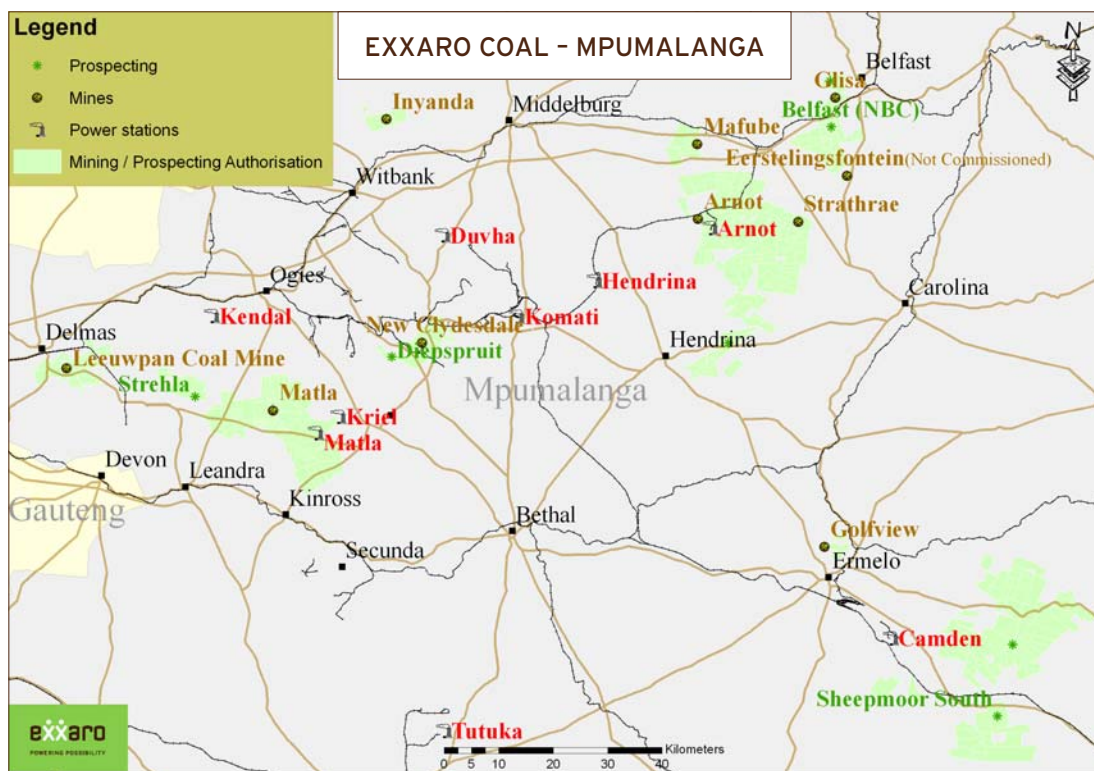 Legend
Prospecting
Mines
Power stations
Mining / Prospecting Authorisation
EXXARO COAL – MPUMALANGA
N
Belfast
Glisa
Belfast (NBC)
Inyanda
Middelburg
Mafube
Eerstelingsfontein(Not Commissioned)
Witbank
Arnot
Strathrae
Arnot
Duvha
Hendrina
Ogies
Carolina
Kendal
New Clydesdale
Komati
Delmas
Diepspruit
Hendrina
Leeuwpan Coal Mine
Strehla
Matla
Mpumalanga
Kriel
Matla
Devon
Leandra
Gauteng
Kinross
Bethal
Secunda
Golfview
Ermelo
Camden
Sheepmoor South
exxaro
POWERING POSSIBILITY
Tutuka
Kilometers
0 5 10 20 30 40